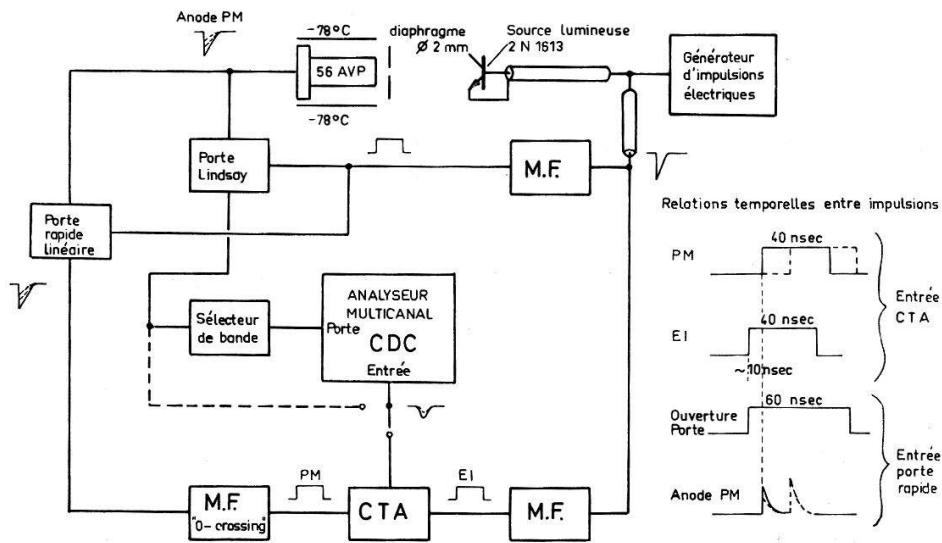 Anode PM
-78°C
56 AVP
-78°C
diaphragme
Ø 2 mm
Source lumineuse
2 N 1613
Générateur
d'impulsions
électriques
Porte
Lindsay
M.F.
Porte
rapide
linéaire
Sélecteur
de bande
ANALYSEUR
MULTICANAL
Porte
CDC
Entrée
PM
EI
M.F.
"0-crossing"
CTA
M.F.
Relations temporelles entre impulsions
40 nsec
PM
40 nsec
EI
~10nsec
Entrée
CTA
60 nsec
Ouverture
Porte
Anode PM
Entrée
porte
rapide